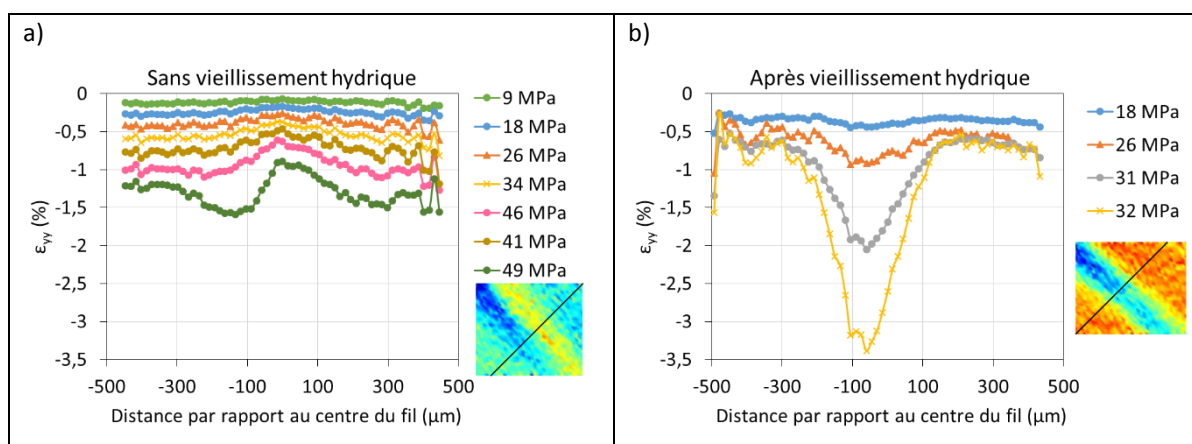 a)
Sans vieillissement hydrique
0
-0,5
-1
-1,5
-2
-2,5
-3
-3,5
εyy (%)
-500 -300 -100 100 300 500
Distance par rapport au centre du fil (µm)
9 MPa
18 MPa
26 MPa
34 MPa
46 MPa
41 MPa
49 MPa
b)
Après vieillissement hydrique
0
-0,5
-1
-1,5
-2
-2,5
-3
-3,5
εyy (%)
-500 -300 -100 100 300 500
Distance par rapport au centre du fil (µm)
18 MPa
26 MPa
31 MPa
32 MPa